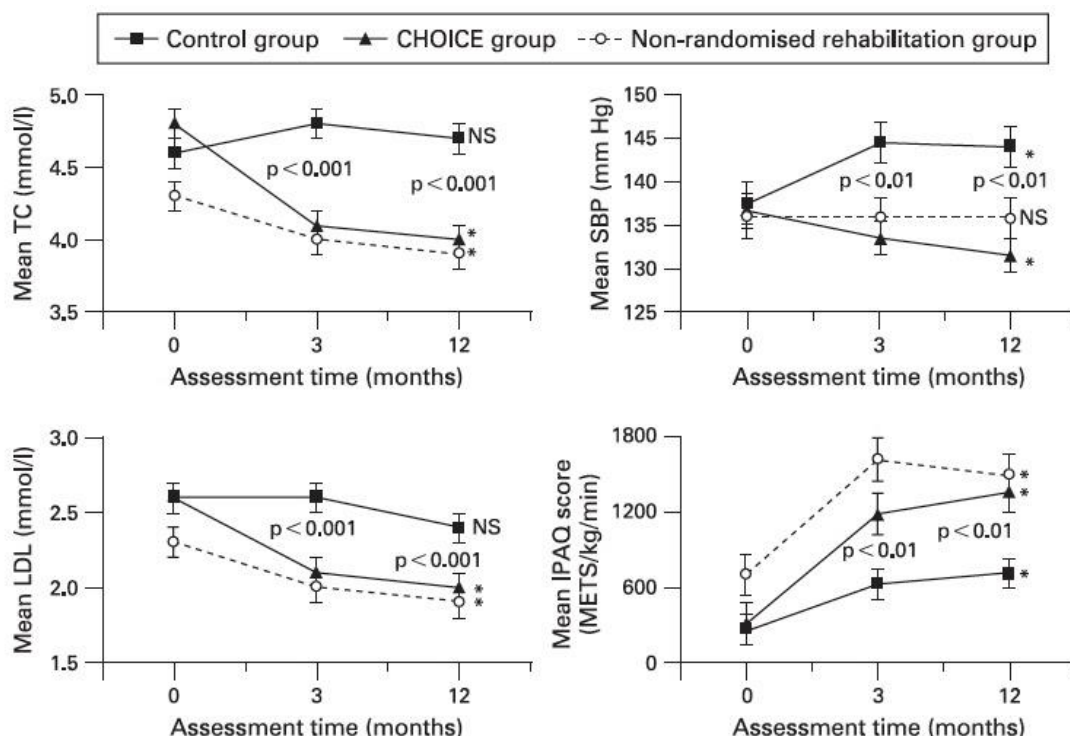 Control group CHOICE group Non-randomised rehabilitation group
Mean TC (mmol/l)
5.0
4.5
4.0
3.5
NS
p < 0.001
p < 0.001
*
*
0 3 12
Assessment time (months)
Mean SBP (mm Hg)
150
145
140
135
130
125
*
p < 0.01
p < 0.01
NS
*
0 3 12
Assessment time (months)
Mean LDL (mmol/l)
3.0
2.5
2.0
1.5
NS
p < 0.001
p < 0.001
*
*
0 3 12
Assessment time (months)
Mean IPAQ score
(METS/kg/min)
1800
1200
600
0
*
*
p < 0.01
p < 0.01
*
0 3 12
Assessment time (months)